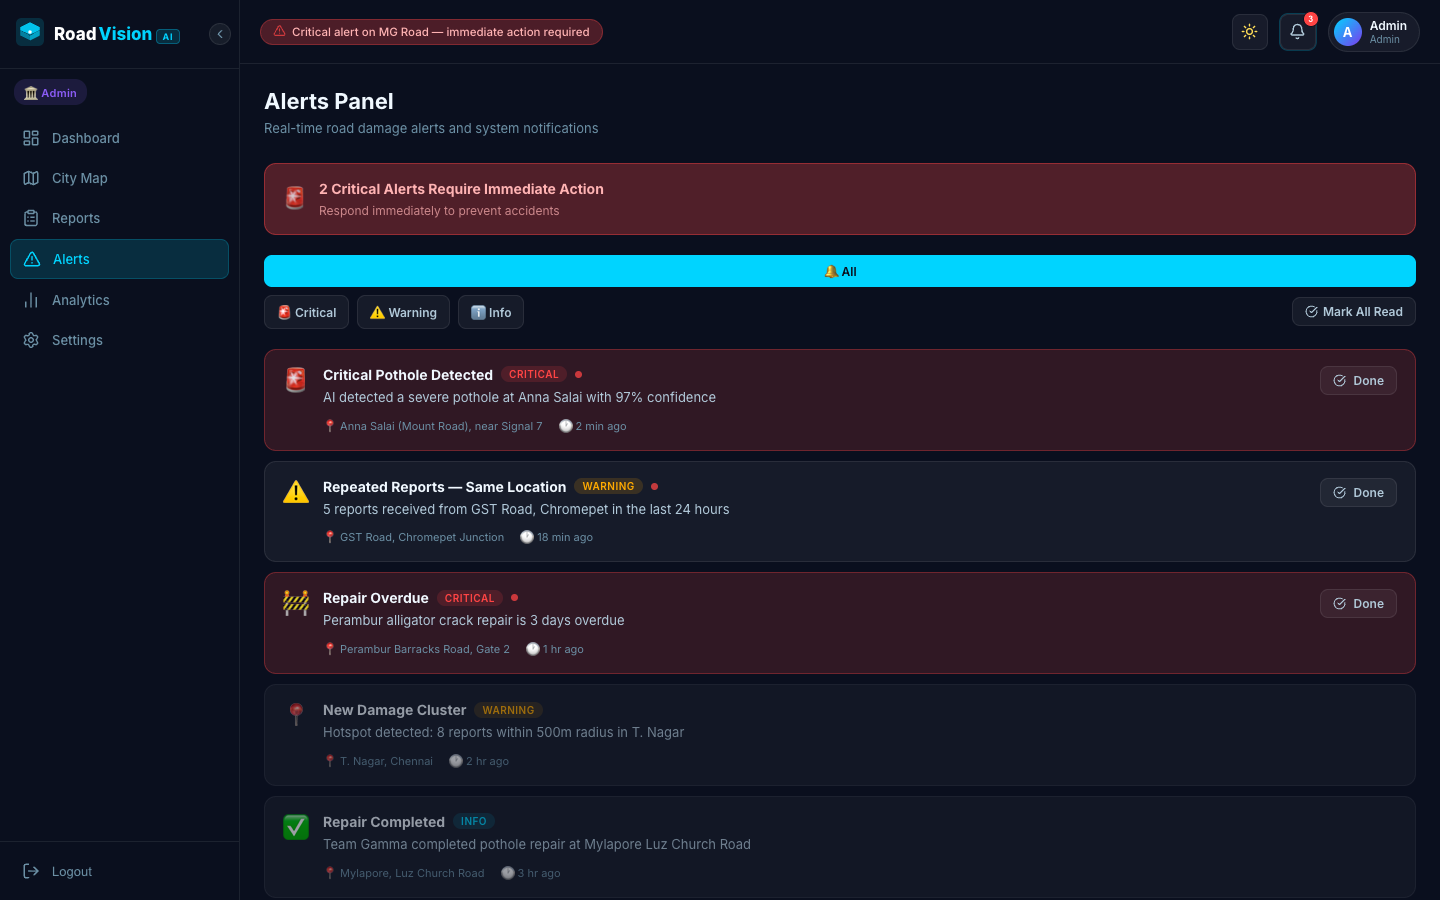 RoadVision AI
Critical alert on MG Road — immediate action required
3
A
Admin
Admin
Admin
Dashboard
City Map
Reports
Alerts
Analytics
Settings
Logout
Alerts Panel
Real-time road damage alerts and system notifications
2 Critical Alerts Require Immediate Action
Respond immediately to prevent accidents
All
Critical
Warning
Info
Mark All Read
Critical Pothole Detected CRITICAL
Done
AI detected a severe pothole at Anna Salai with 97% confidence
Anna Salai (Mount Road), near Signal 7 2 min ago
Repeated Reports — Same Location WARNING
Done
5 reports received from GST Road, Chromepet in the last 24 hours
GST Road, Chromepet Junction 18 min ago
Repair Overdue CRITICAL
Done
Perambur alligator crack repair is 3 days overdue
Perambur Barracks Road, Gate 2 1 hr ago
New Damage Cluster WARNING
Hotspot detected: 8 reports within 500m radius in T. Nagar
T. Nagar, Chennai 2 hr ago
Repair Completed INFO
Team Gamma completed pothole repair at Mylapore Luz Church Road
Mylapore, Luz Church Road 3 hr ago